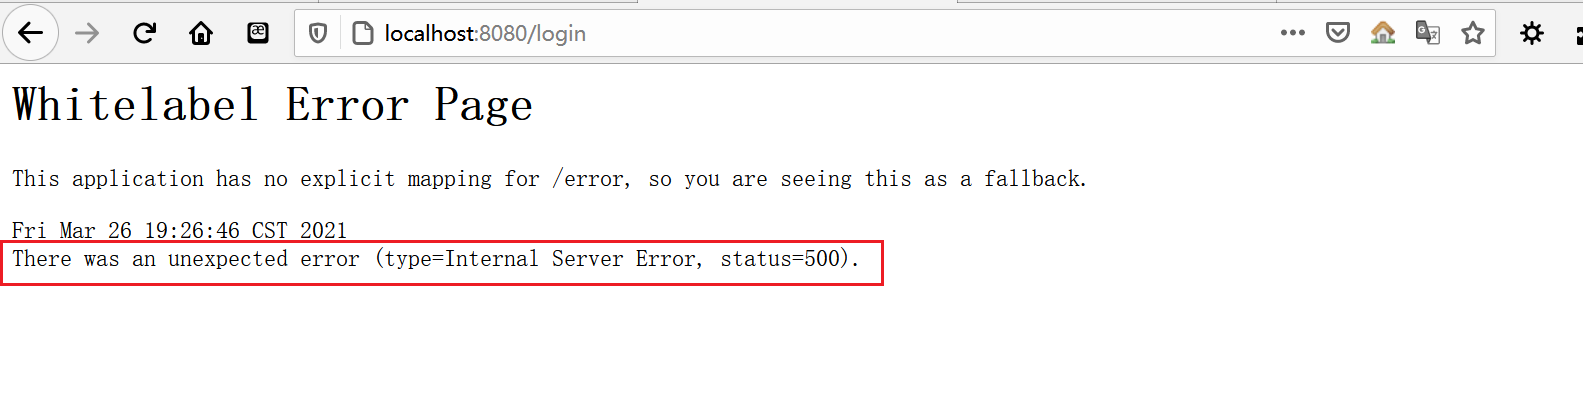 localhost:8080/login
Whitelabel Error Page
This application has no explicit mapping for /error, so you are seeing this as a fallback.
Fri Mar 26 19:26:46 CST 2021
There was an unexpected error (type=Internal Server Error, status=500).